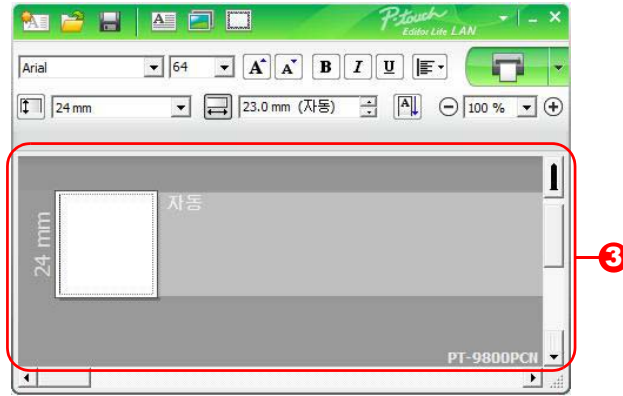 P-touch
Editor Lite LAN
A A
Arial 64 A A B I U
24 mm 23.0 mm (자동) A 100 %
자동
24 mm
3
PT-9800PCN